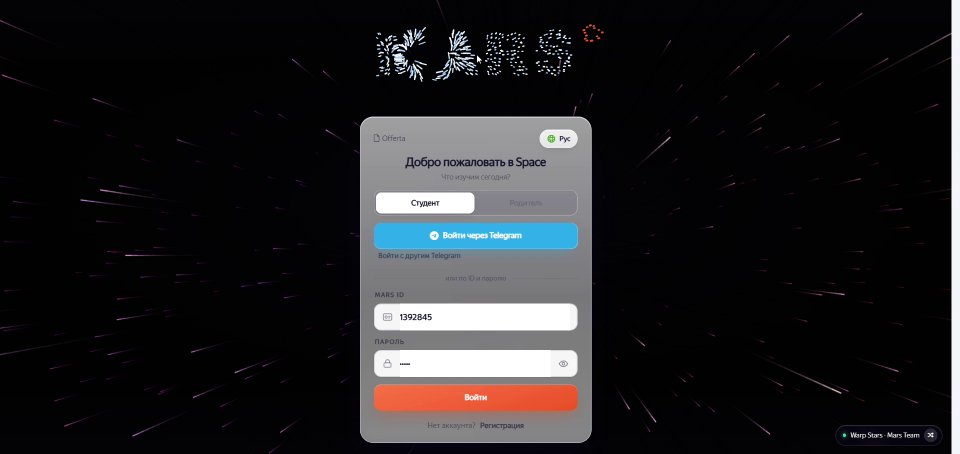 KARS
Offerta
Рус
Добро пожаловать в Space
Что изучим сегодня?
Студент
Родитель
Войти через Telegram
Войти с другим Telegram
или по ID и паролю
MARS ID
1392845
ПАРОЛЬ
•••••
Войти
Нет аккаунта? Регистрация
Warp Stars · Mars Team